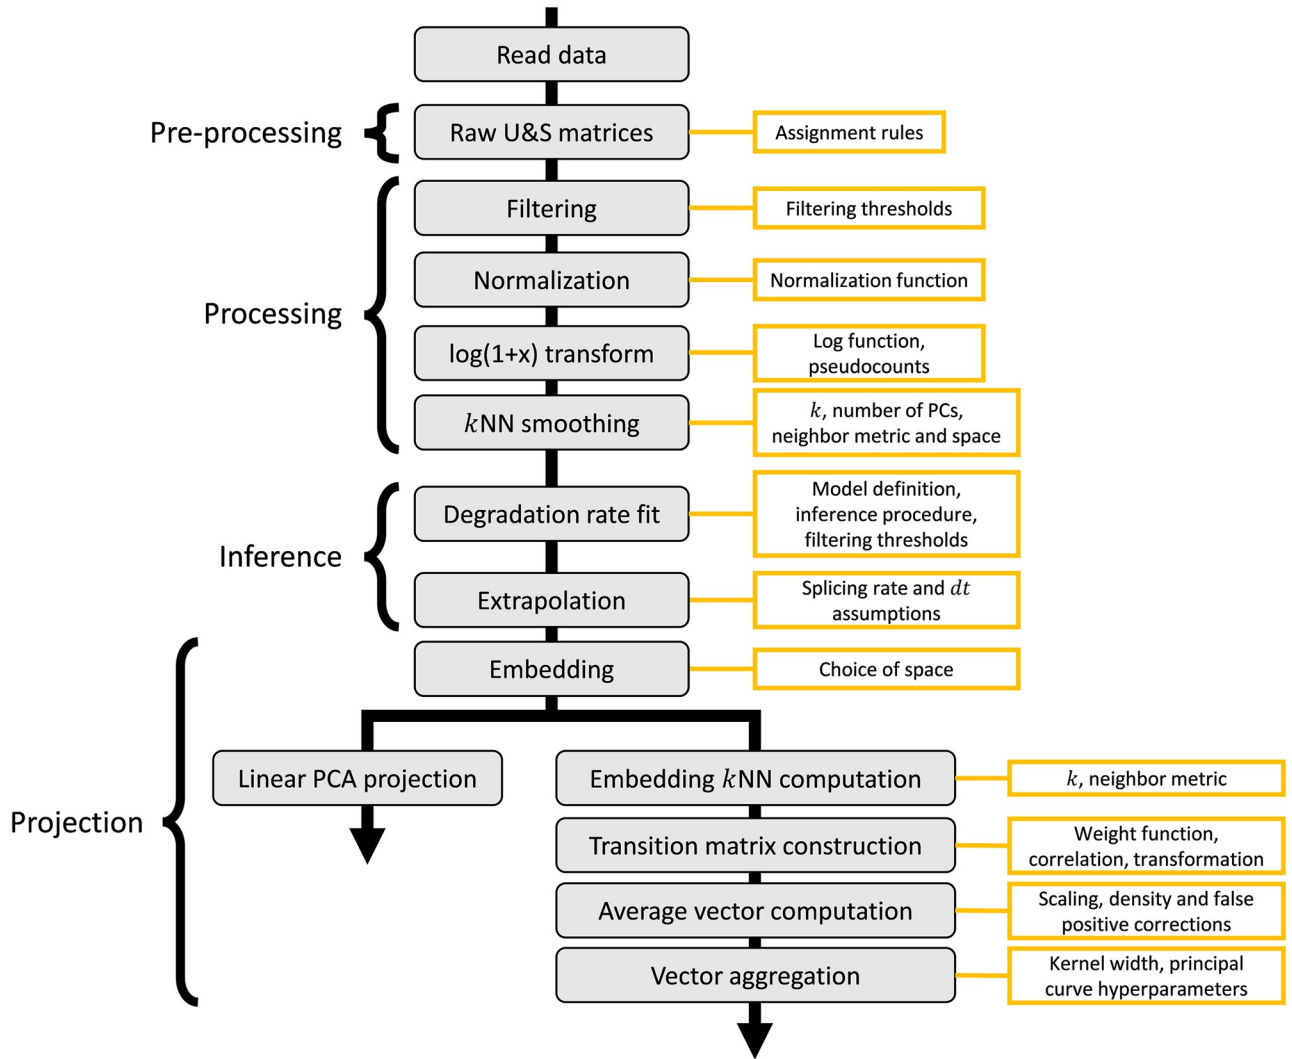 Read data
Pre-processing
Raw U&S matrices
Assignment rules
Filtering
Filtering thresholds
Processing
Normalization
Normalization function
log(1+x) transform
Log function,
pseudocounts
kNN smoothing
k, number of PCs,
neighbor metric and space
Inference
Degradation rate fit
Model definition,
inference procedure,
filtering thresholds
Extrapolation
Splicing rate and dt
assumptions
Embedding
Choice of space
Projection
Linear PCA projection
Embedding kNN computation
k, neighbor metric
Transition matrix construction
Weight function,
correlation, transformation
Average vector computation
Scaling, density and false
positive corrections
Vector aggregation
Kernel width, principal
curve hyperparameters